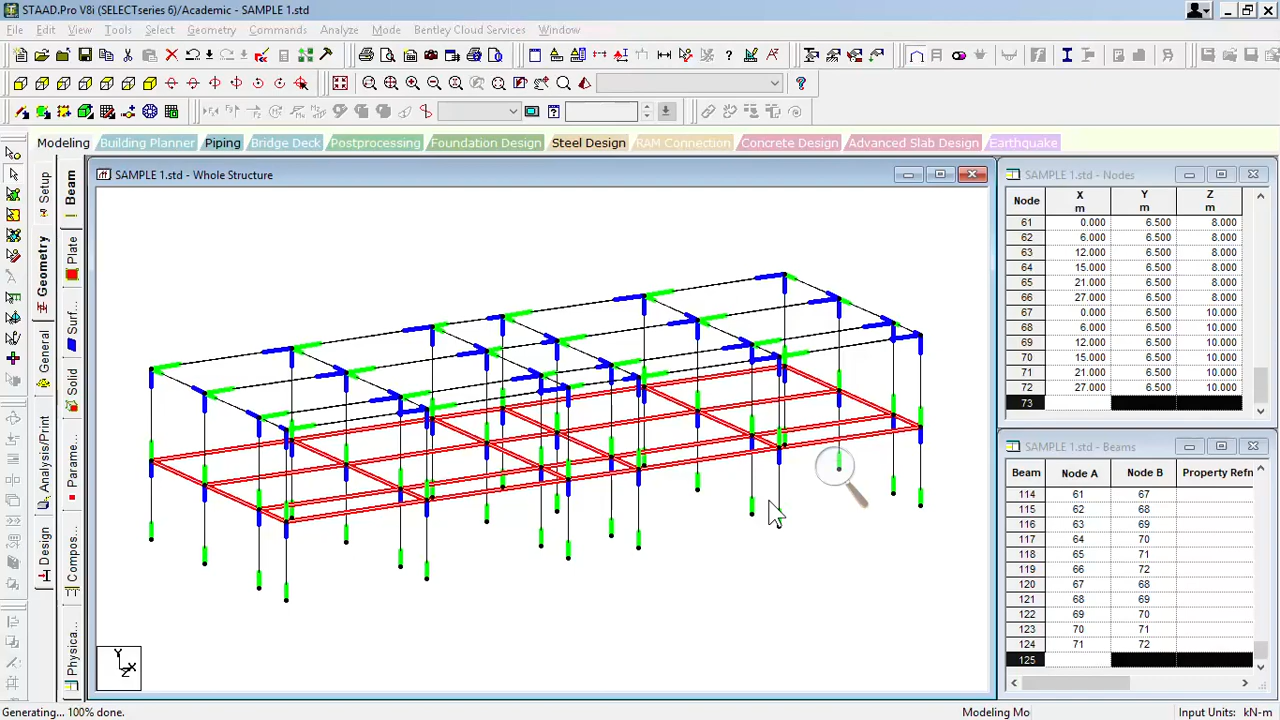 STAAD.Pro V8i (SELECTseries 6)/Academic - SAMPLE 1.std
File Edit View Tools Select Geometry Commands Analyze Mode Bentley Cloud Services Window
Modeling Building Planner Piping Bridge Deck Postprocessing Foundation Design Steel Design RAM Connection Concrete Design Advanced Slab Design Earthquake
Setup
Geometry
General
Analysis/Print
Design
Beam
Plate
Surf...
Solid
Parame...
Compos...
Physica...
SAMPLE 1.std - Whole Structure
Y
X
Z
SAMPLE 1.std - Nodes
Node X m Y m Z m
61 0.000 6.500 8.000
62 6.000 6.500 8.000
63 12.000 6.500 8.000
64 15.000 6.500 8.000
65 21.000 6.500 8.000
66 27.000 6.500 8.000
67 0.000 6.500 10.000
68 6.000 6.500 10.000
69 12.000 6.500 10.000
70 15.000 6.500 10.000
71 21.000 6.500 10.000
72 27.000 6.500 10.000
73
SAMPLE 1.std - Beams
Beam Node A Node B Property Refn
114 61 67
115 62 68
116 63 69
117 64 70
118 65 71
119 66 72
120 67 68
121 68 69
122 69 70
123 70 71
124 71 72
125
Generating... 100% done. Modeling Mo Input Units: kN-m